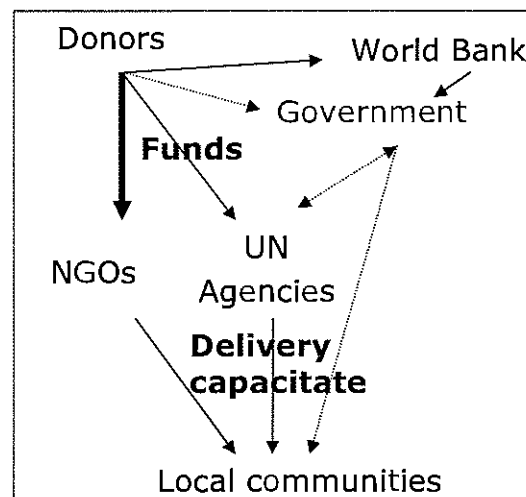 Donors
World Bank
Government
Funds
UN
NGOs
Agencies
Delivery
capacitate
Local communities